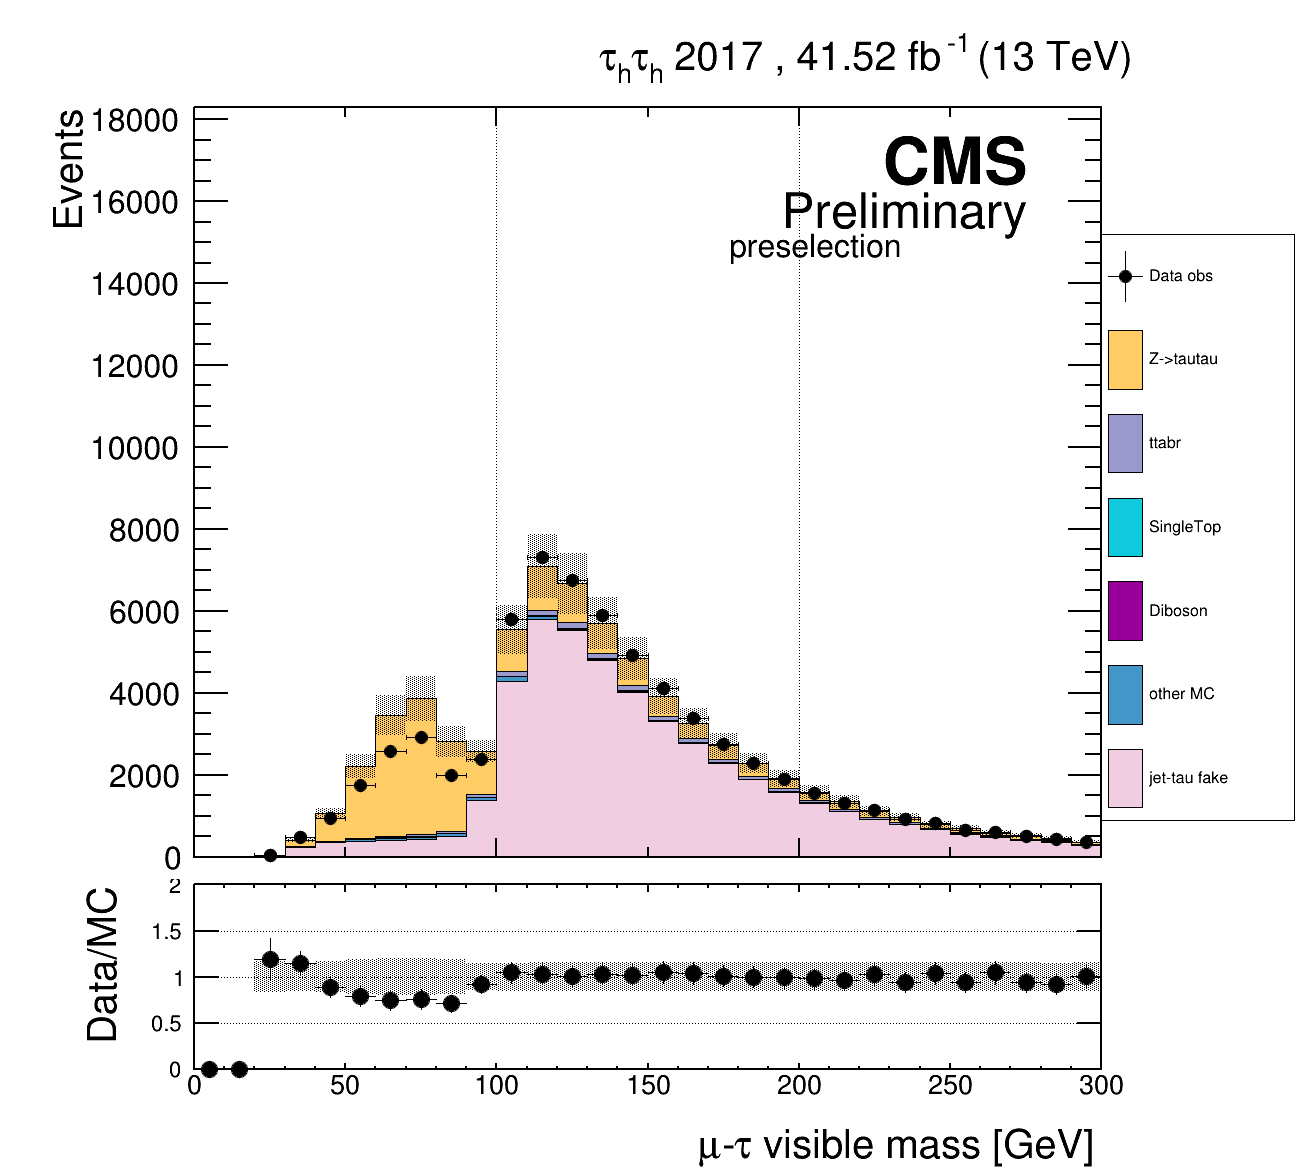 τhτh 2017 , 41.52 fb-1 (13 TeV)
Events
18000
16000
14000
12000
10000
8000
6000
4000
2000
0
CMS
Preliminary
preselection
Data obs
Z->tautau
ttabr
SingleTop
Diboson
other MC
jet-tau fake
Data/MC
2
1.5
1
0.5
0
0 50 100 150 200 250 300
μ-τ visible mass [GeV]